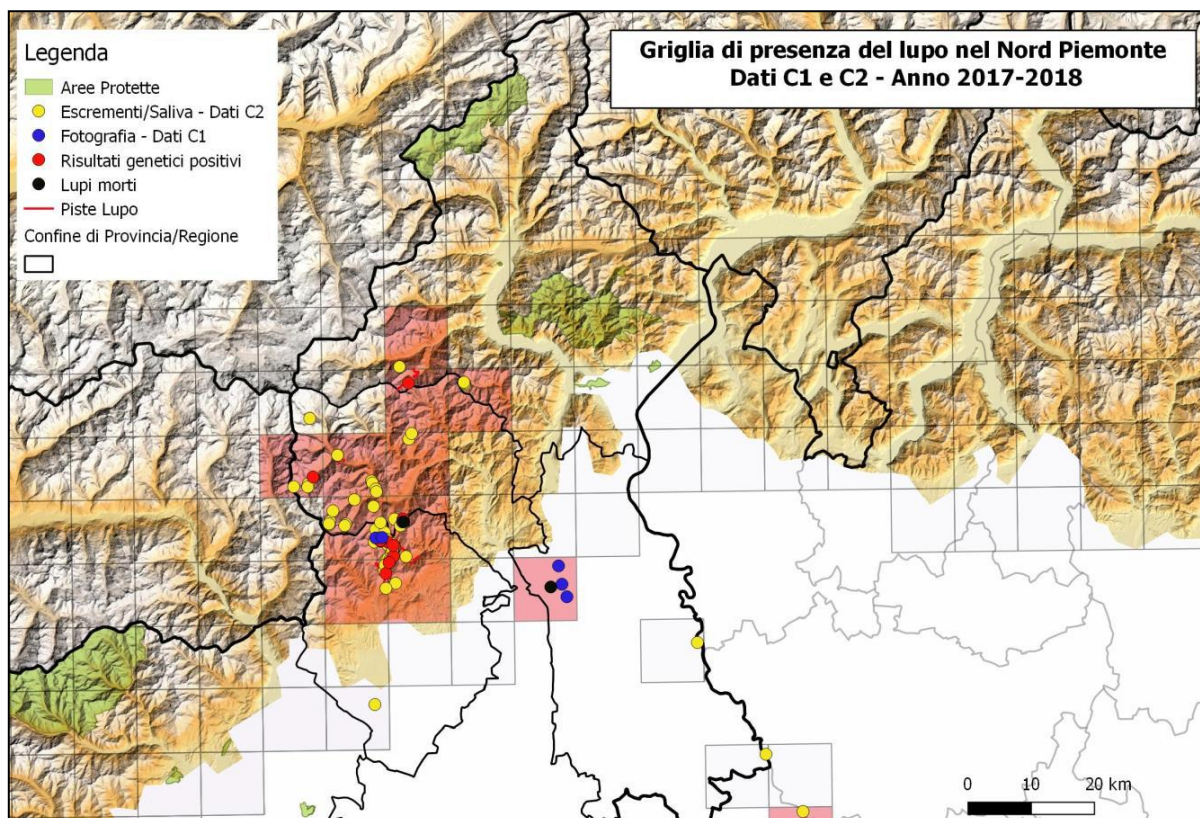 Legenda
Aree Protette
Escrementi/Saliva - Dati C2
Fotografia - Dati C1
Risultati genetici positivi
Lupi morti
Piste Lupo
Confine di Provincia/Regione
Griglia di presenza del lupo nel Nord Piemonte
Dati C1 e C2 - Anno 2017-2018
0 10 20 km